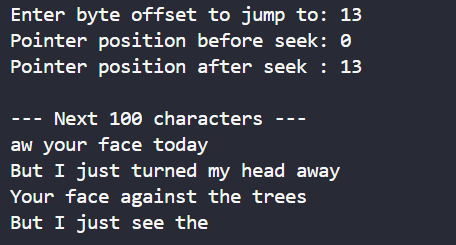 Enter byte offset to jump to: 13
Pointer position before seek: 0
Pointer position after seek : 13
--- Next 100 characters ---
aw your face today
But I just turned my head away
Your face against the trees
But I just see the